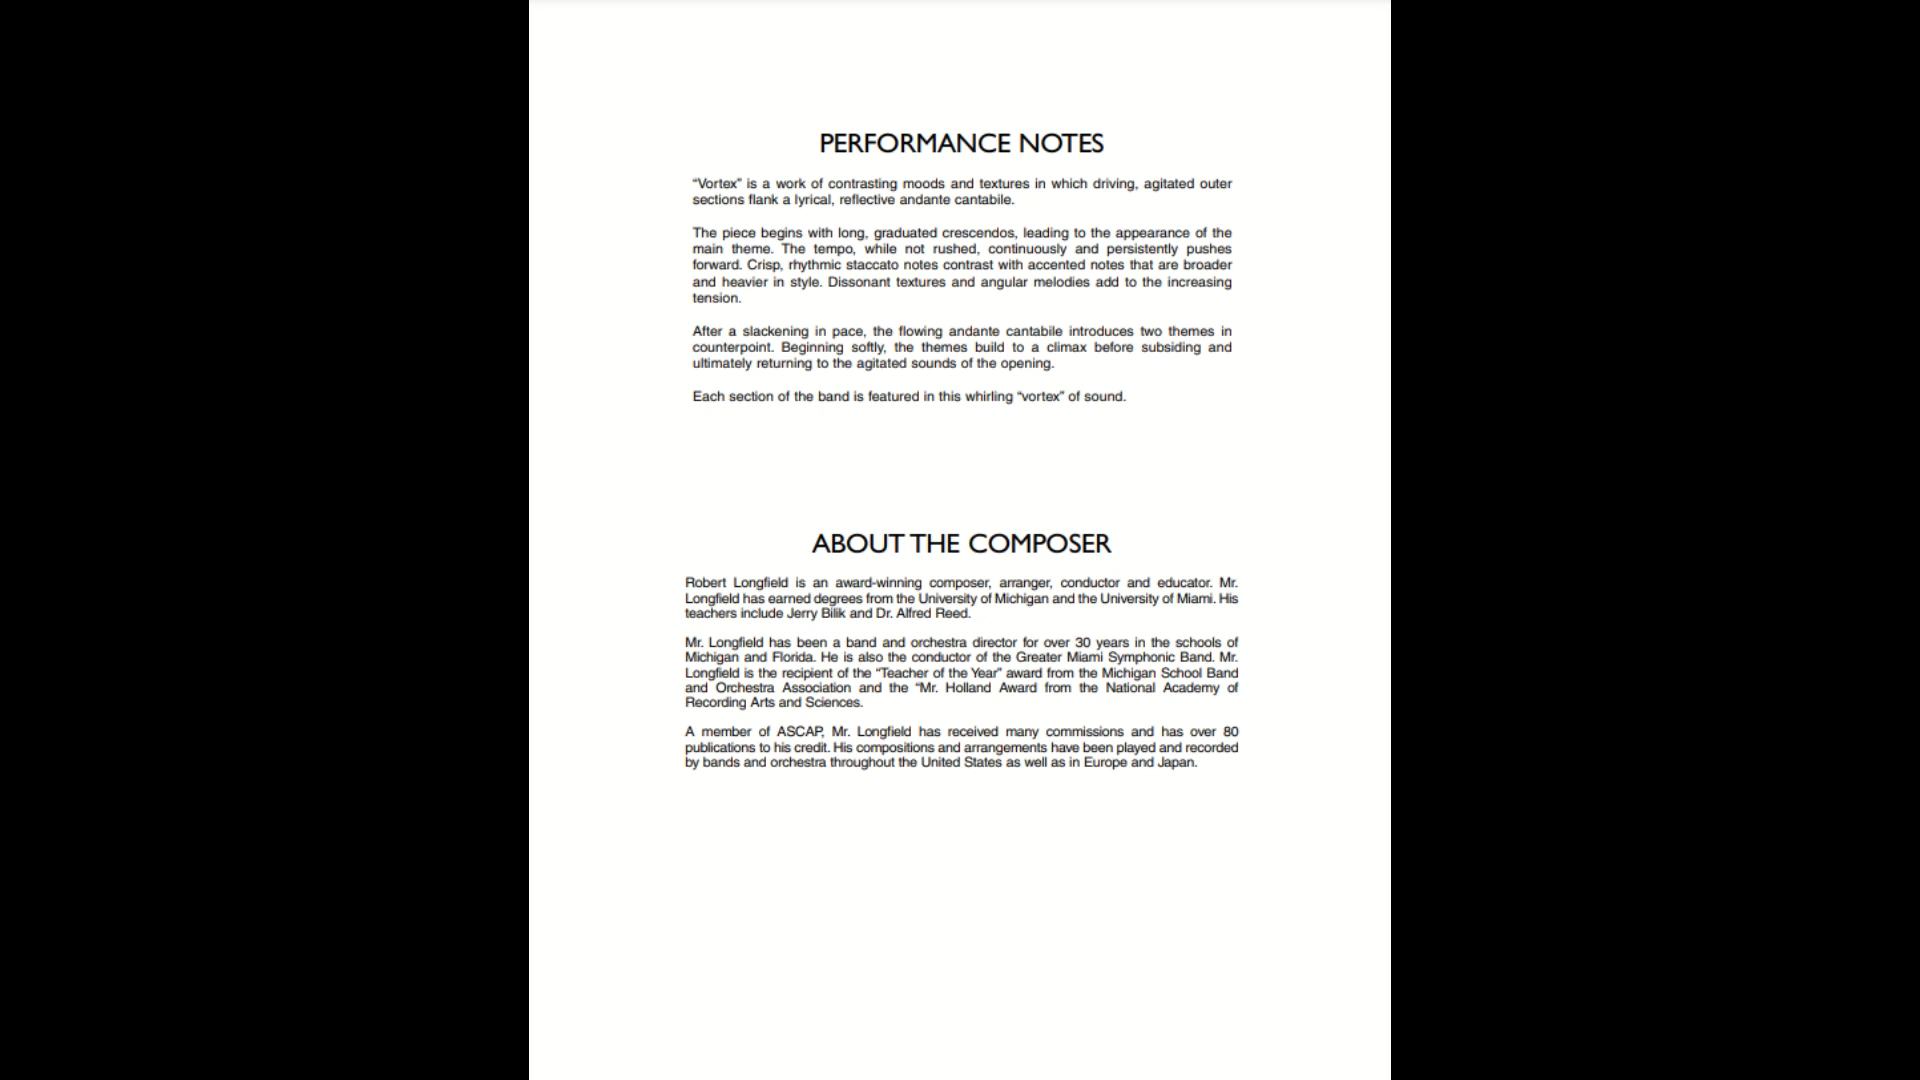 PERFORMANCE NOTES
“Vortex” is a work of contrasting moods and textures in which driving, agitated outer
sections flank a lyrical, reflective andante cantabile.
The piece begins with long, graduated crescendos, leading to the appearance of the
main theme. The tempo, while not rushed, continuously and persistently pushes
forward. Crisp, rhythmic staccato notes contrast with accented notes that are broader
and heavier in style. Dissonant textures and angular melodies add to the increasing
tension.
After a slackening in pace, the flowing andante cantabile introduces two themes in
counterpoint. Beginning softly, the themes build to a climax before subsiding and
ultimately returning to the agitated sounds of the opening.
Each section of the band is featured in this whirling “vortex” of sound.
ABOUT THE COMPOSER
Robert Longfield is an award-winning composer, arranger, conductor and educator. Mr.
Longfield has earned degrees from the University of Michigan and the University of Miami. His
teachers include Jerry Bilik and Dr. Alfred Reed.
Mr. Longfield has been a band and orchestra director for over 30 years in the schools of
Michigan and Florida. He is also the conductor of the Greater Miami Symphonic Band. Mr.
Longfield is the recipient of the “Teacher of the Year” award from the Michigan School Band
and Orchestra Association and the “Mr. Holland Award from the National Academy of
Recording Arts and Sciences.
A member of ASCAP, Mr. Longfield has received many commissions and has over 80
publications to his credit. His compositions and arrangements have been played and recorded
by bands and orchestra throughout the United States as well as in Europe and Japan.